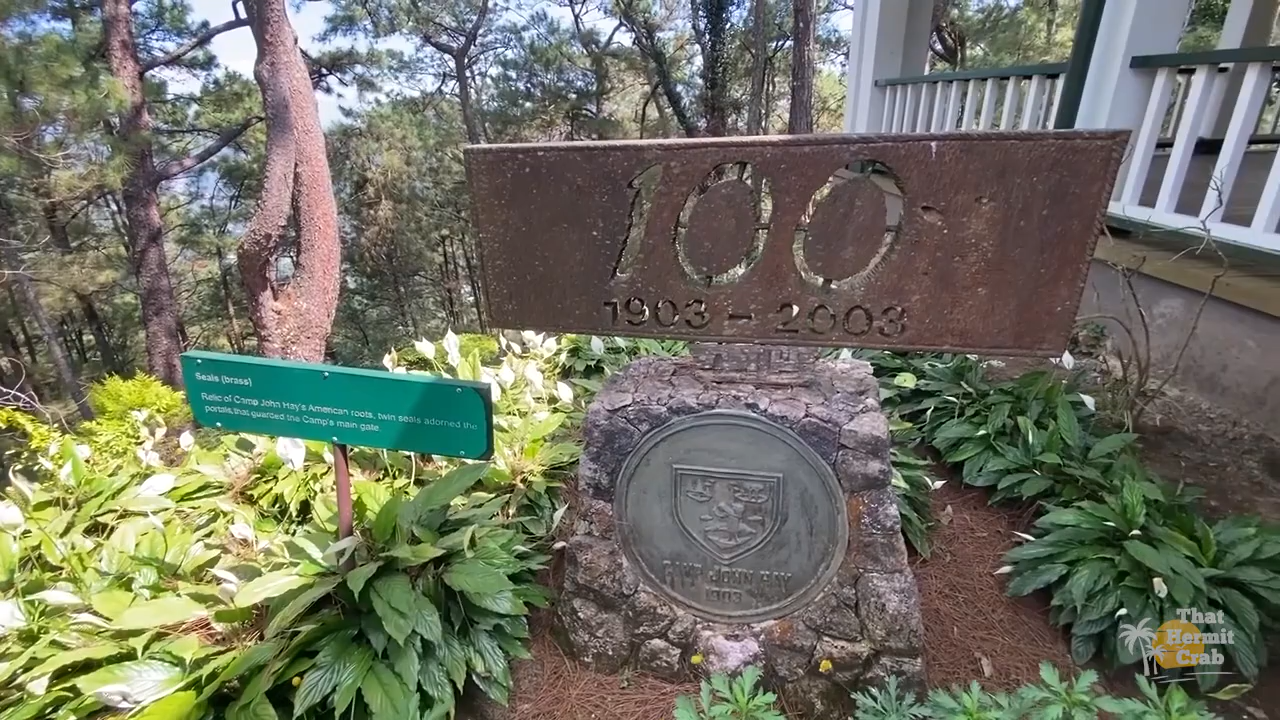 100
1903 - 2003
Seals (brass)
Relic of Camp John Hay's American roots, twin seals adorned the
portals, that guarded the Camp's main gate.
CAMP JOHN HAY
1903
That
Hermit
Crab